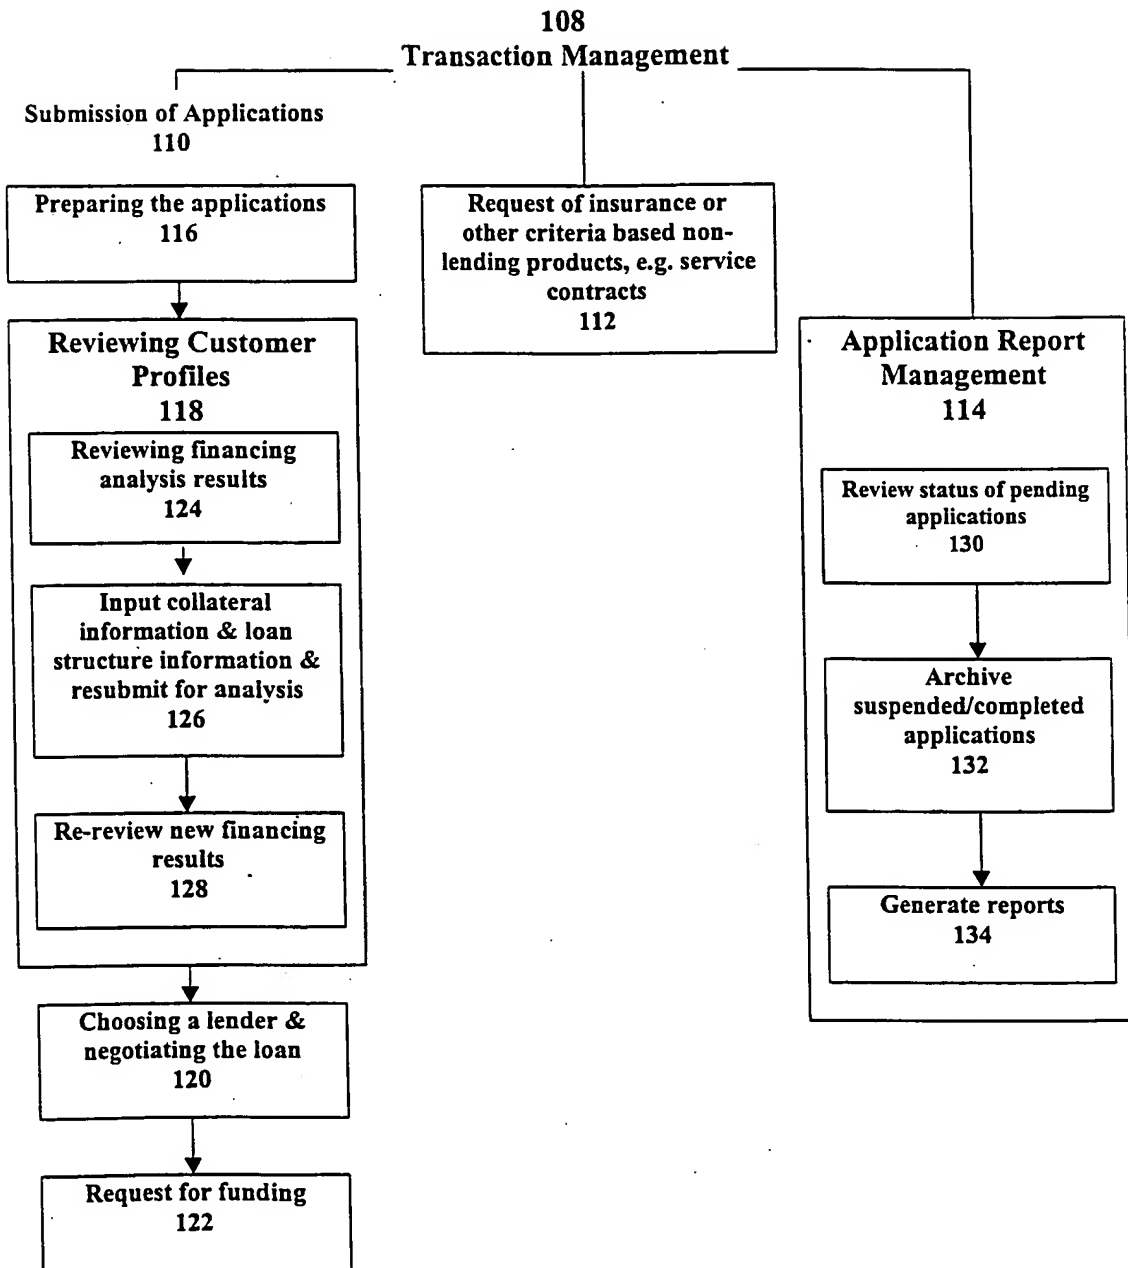 108
Transaction Management
Submission of Applications
110
Preparing the applications
116
Reviewing Customer
Profiles
118
Reviewing financing
analysis results
124
Input collateral
information & loan
structure information &
resubmit for analysis
126
Re-review new financing
results
128
Choosing a lender &
negotiating the loan
120
Request for funding
122
Request of insurance or
other criteria based non-
lending products, e.g. service
contracts
112
Application Report
Management
114
Review status of pending
applications
130
Archive
suspended/completed
applications
132
Generate reports
134